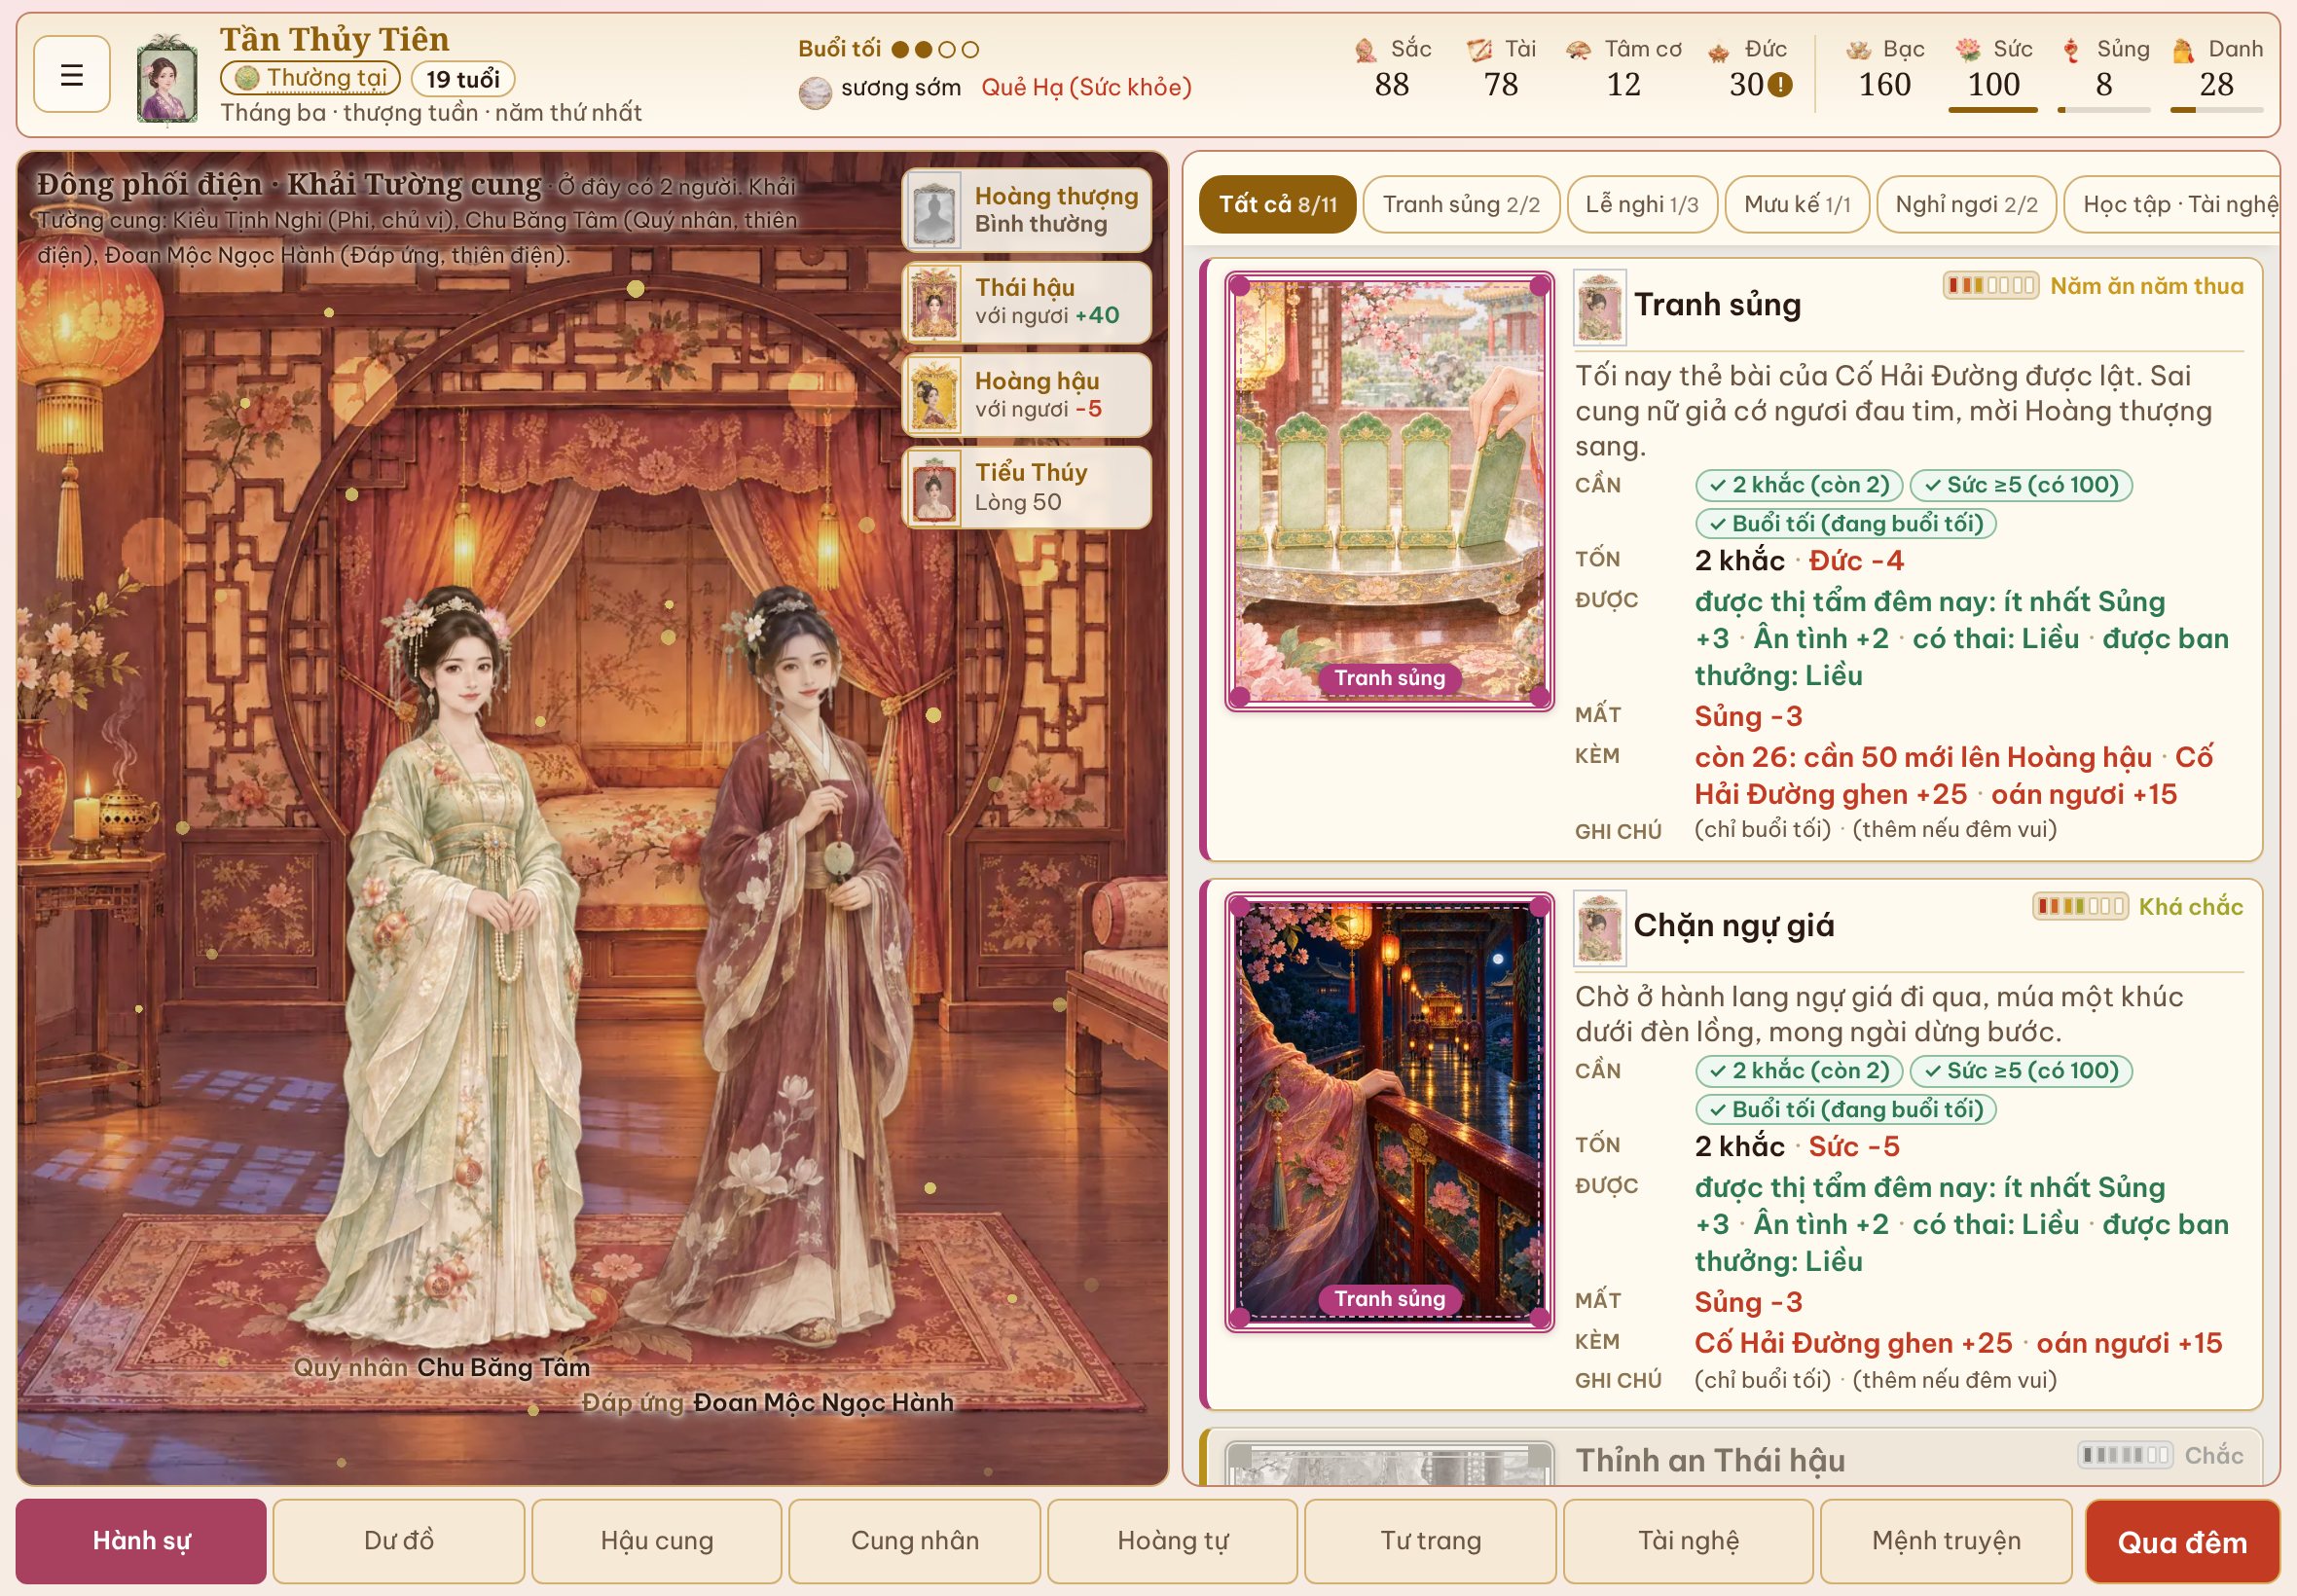 Tần Thủy Tiên
Thường tại
19 tuổi
Tháng ba · thượng tuần · năm thứ nhất
Buổi tối
sương sớm Quẻ Hạ (Sức khỏe)
Sắc
88
Tài
78
Tâm cơ
12
Đức
30 !
Bạc
160
Sức
100
Sủng
8
Danh
28
Đông phối điện · Khải Tường cung · Ở đây có 2 người. Khải
Tường cung: Kiều Tịnh Nghi (Phi, chủ vị), Chu Băng Tâm (Quý nhân, thiên
điện), Đoan Mộc Ngọc Hành (Đáp ứng, thiên điện).
Hoàng thượng
Bình thường
Thái hậu
với ngươi +40
Hoàng hậu
với ngươi -5
Tiểu Thúy
Lòng 50
Quý nhân Chu Băng Tâm
Đáp ứng Đoan Mộc Ngọc Hành
Tất cả 8/11
Tranh sủng 2/2
Lễ nghi 1/3
Mưu kế 1/1
Nghỉ ngơi 2/2
Học tập · Tài nghệ
Tranh sủng
Tranh sủng
Năm ăn năm thua
Tối nay thẻ bài của Cố Hải Đường được lật. Sai
cung nữ giả cớ ngươi đau tim, mời Hoàng thượng
sang.
CẦN ✓ 2 khắc (còn 2) ✓ Sức ≥5 (có 100)
✓ Buổi tối (đang buổi tối)
TỐN 2 khắc · Đức -4
ĐƯỢC được thị tẩm đêm nay: ít nhất Sủng
+3 · Ân tình +2 · có thai: Liều · được ban
thưởng: Liều
MẤT Sủng -3
KÈM còn 26: cần 50 mới lên Hoàng hậu · Cố
Hải Đường ghen +25 · oán ngươi +15
GHI CHÚ (chỉ buổi tối) · (thêm nếu đêm vui)
Tranh sủng
Chặn ngự giá
Khá chắc
Chờ ở hành lang ngự giá đi qua, múa một khúc
dưới đèn lồng, mong ngài dừng bước.
CẦN ✓ 2 khắc (còn 2) ✓ Sức ≥5 (có 100)
✓ Buổi tối (đang buổi tối)
TỐN 2 khắc · Sức -5
ĐƯỢC được thị tẩm đêm nay: ít nhất Sủng
+3 · Ân tình +2 · có thai: Liều · được ban
thưởng: Liều
MẤT Sủng -3
KÈM Cố Hải Đường ghen +25 · oán ngươi +15
GHI CHÚ (chỉ buổi tối) · (thêm nếu đêm vui)
Thỉnh an Thái hậu
Chắc
Hành sự
Dư đồ
Hậu cung
Cung nhân
Hoàng tự
Tư trang
Tài nghệ
Mệnh truyện
Qua đêm